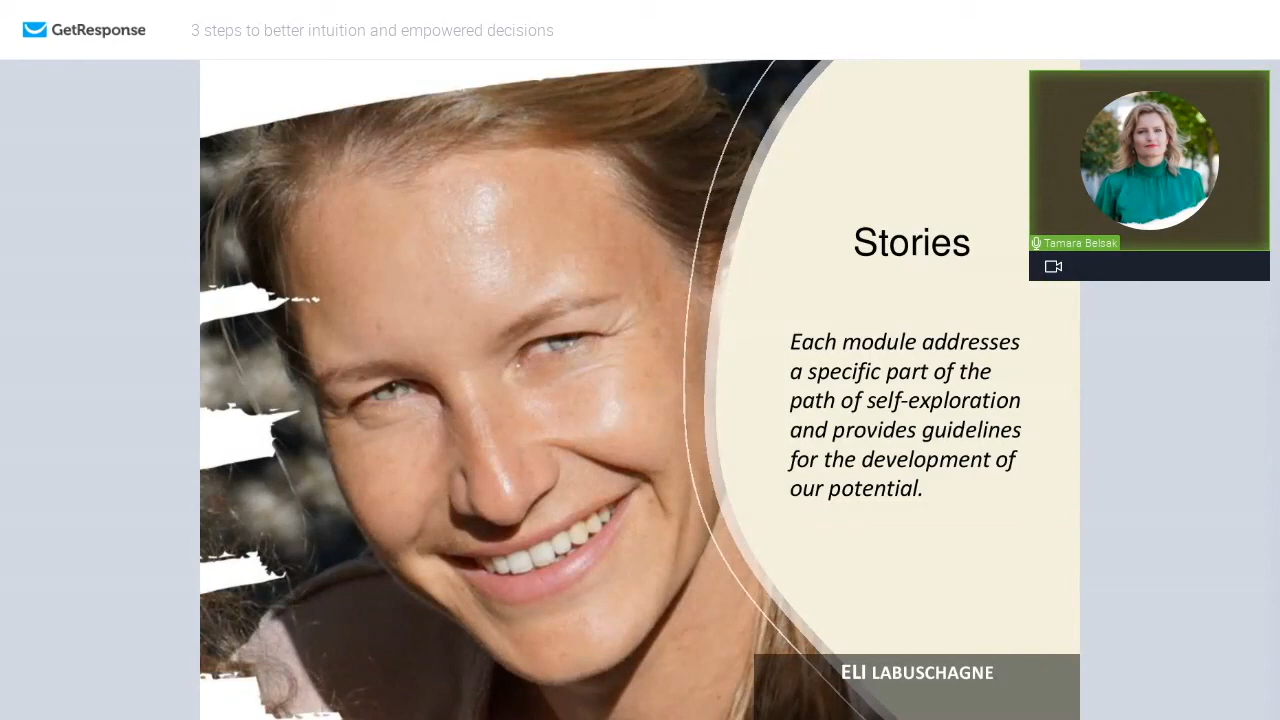 GetResponse
3 steps to better intuition and empowered decisions
Stories
Tamara Belsak
Each module addresses
a specific part of the
path of self-exploration
and provides guidelines
for the development of
our potential.
ELI LABUSCHAGNE